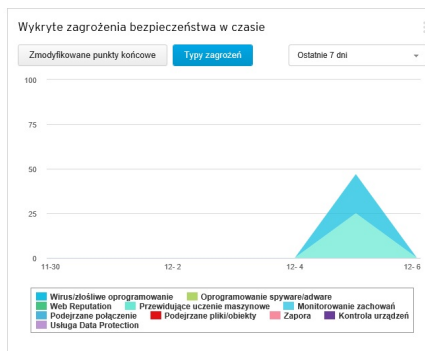 Wykryte zagrożenia bezpieczeństwa w czasie
Zmodyfikowane punkty końcowe Typy zagrożeń Ostatnie 7 dni
100
75
50
25
0
11-30 12- 2 12- 4 12- 6
Wirus/złośliwe oprogramowanie Oprogramowanie spyware/adware
Web Reputation Przewidujące uczenie maszynowe Monitorowanie zachowań
Podejrzane połączenie Podejrzane pliki/obiekty Zapora Kontrola urządzeń
Usługa Data Protection